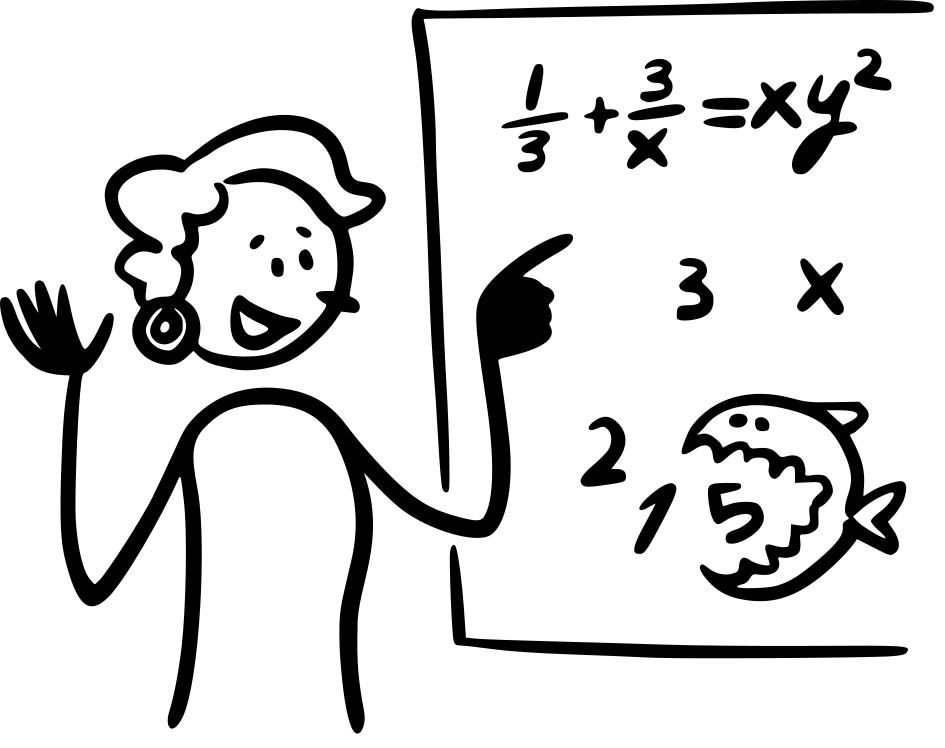 1/3 + 3/x = xy²
3 x
2
1 5